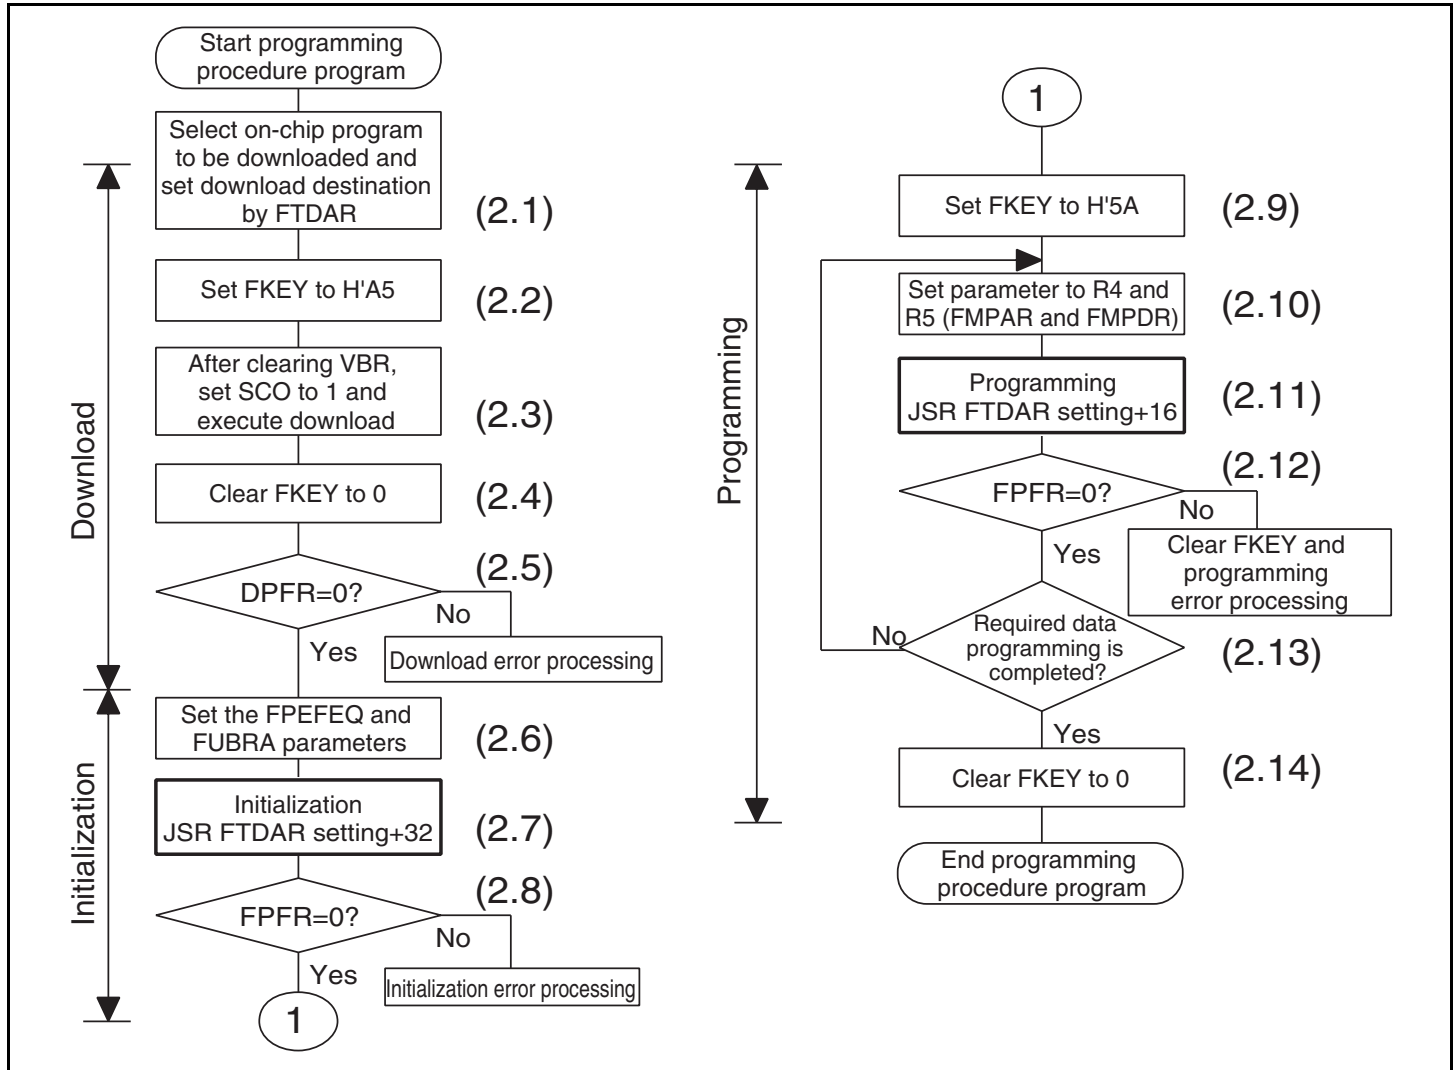 Start programming
procedure program
Select on-chip program
to be downloaded and
set download destination
by FTDAR
(2.1)
Set FKEY to H'A5
(2.2)
After clearing VBR,
set SCO to 1 and
execute download
(2.3)
Clear FKEY to 0
(2.4)
DPFR=0?
(2.5)
No
Yes
Download error processing
Download
Set the FPEFEQ and
FUBRA parameters
(2.6)
Initialization
JSR FTDAR setting+32
(2.7)
FPFR=0?
(2.8)
No
Yes
Initialization error processing
Initialization
1
1
Set FKEY to H'5A
(2.9)
Set parameter to R4 and
R5 (FMPAR and FMPDR)
(2.10)
Programming
JSR FTDAR setting+16
(2.11)
FPFR=0?
(2.12)
No
Yes
Clear FKEY and
programming
error processing
Required data
programming is
completed?
(2.13)
No
Yes
Clear FKEY to 0
(2.14)
End programming
procedure program
Programming